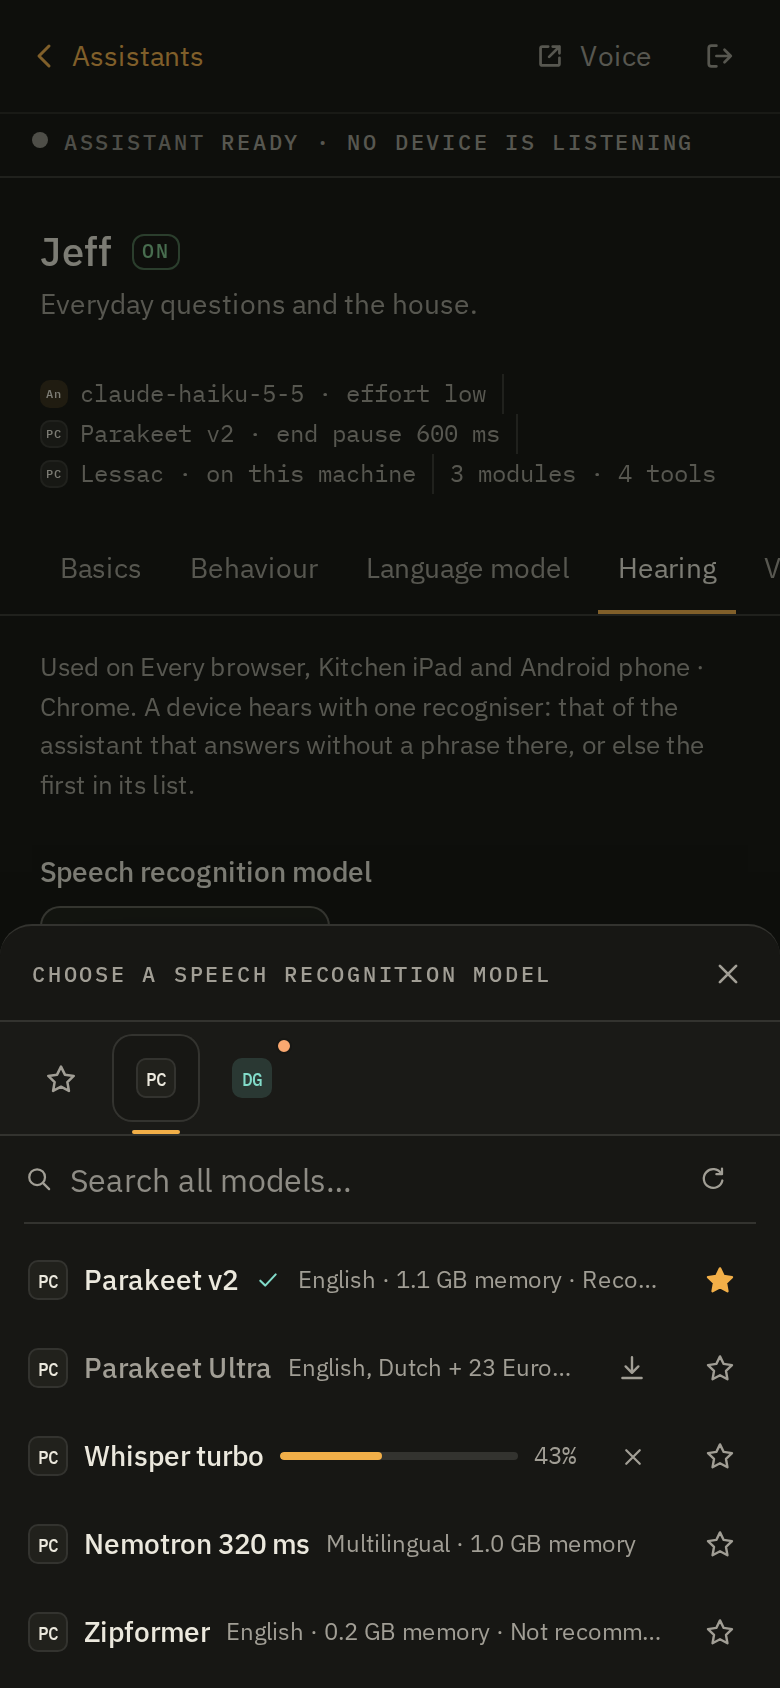 Assistants
Voice
ASSISTANT READY · NO DEVICE IS LISTENING
Jeff ON
Everyday questions and the house.
An claude-haiku-5-5 · effort low
PC Parakeet v2 · end pause 600 ms
PC Lessac · on this machine 3 modules · 4 tools
Basics Behaviour Language model Hearing V
Used on Every browser, Kitchen iPad and Android phone ·
Chrome. A device hears with one recogniser: that of the
assistant that answers without a phrase there, or else the
first in its list.
Speech recognition model
CHOOSE A SPEECH RECOGNITION MODEL
PC DG
Search all models...
PC Parakeet v2 English · 1.1 GB memory · Reco...
PC Parakeet Ultra English, Dutch + 23 Euro...
PC Whisper turbo 43%
PC Nemotron 320 ms Multilingual · 1.0 GB memory
PC Zipformer English · 0.2 GB memory · Not recomm...